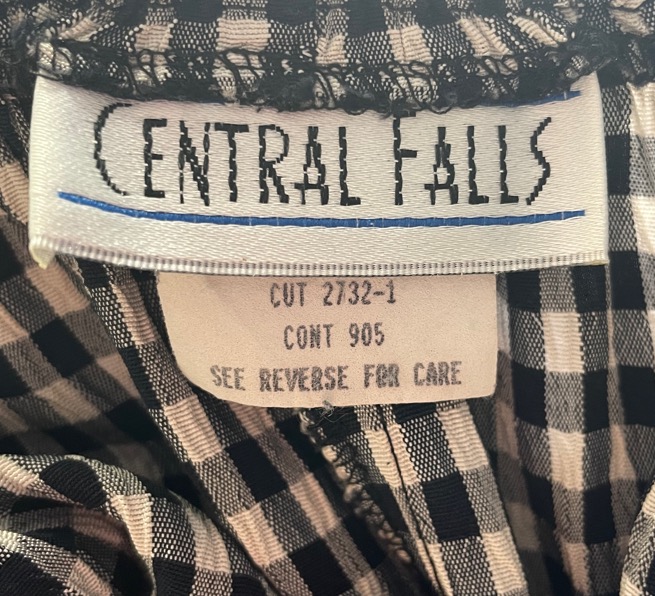 CENTRAL FALLS
CUT 2732-1
CONT 905
SEE REVERSE FOR CARE